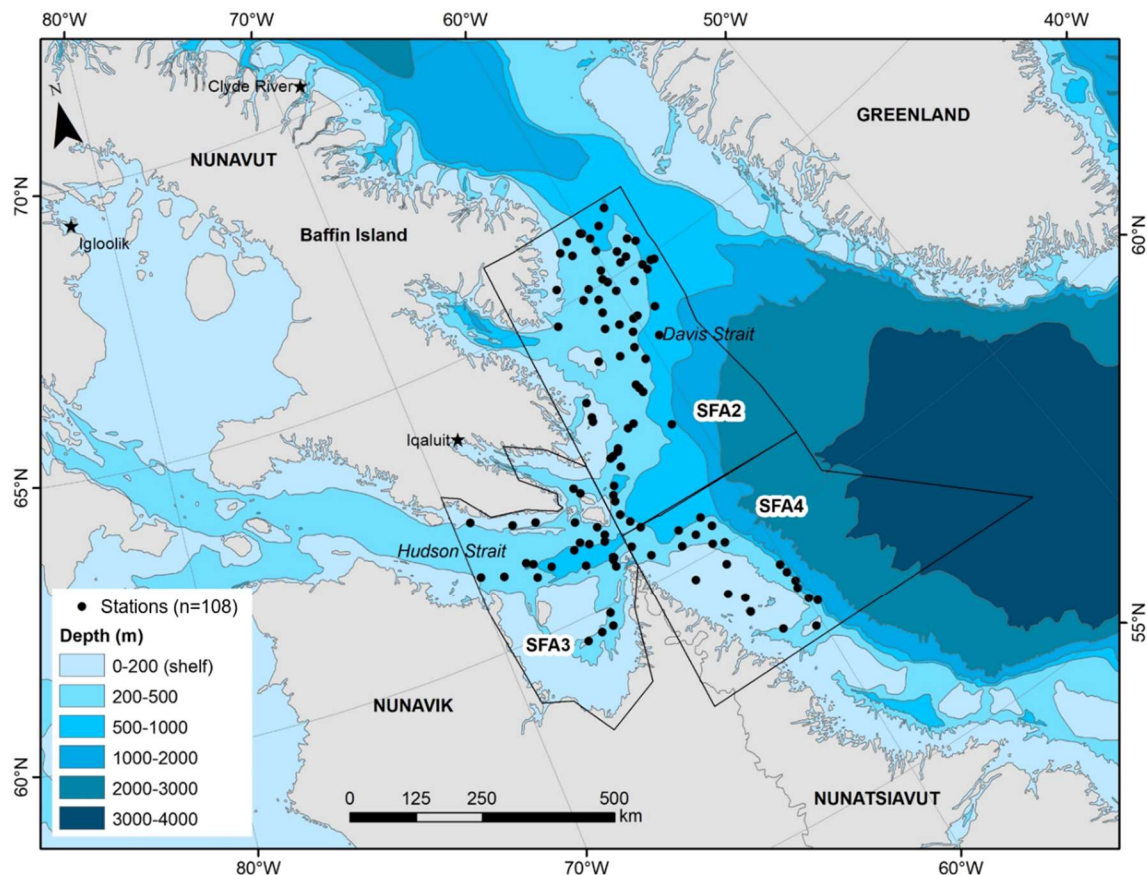 80°W 70°W 60°W 50°W 40°W
N
Clyde River
GREENLAND
NUNAVUT
70°N
60°N
Baffin Island
Igloolik
Davis Strait
SFA2
Iqaluit
65°N
SFA4
Hudson Strait
Stations (n=108)
Depth (m)
0-200 (shelf)
200-500
500-1000
1000-2000
2000-3000
3000-4000
SFA3
55°N
NUNAVIK
60°N
NUNATSIAVUT
0 125 250 500
km
80°W 70°W 60°W